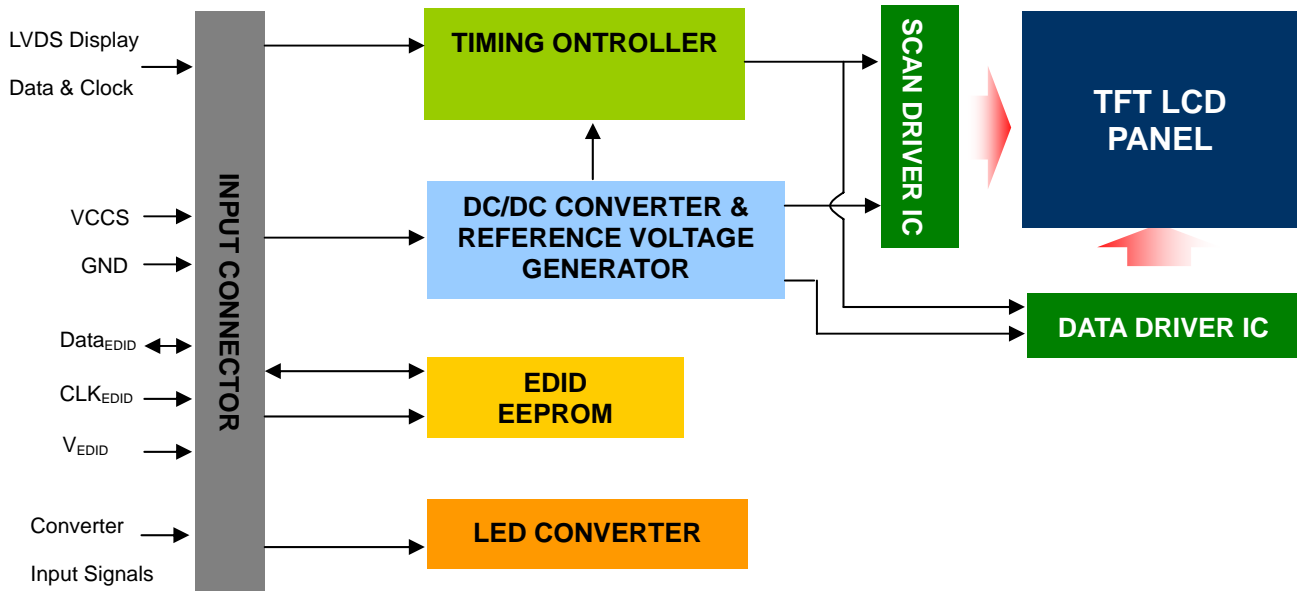 LVDS Display
Data & Clock
VCCS
GND
DataEDID
CLKEDID
VEDID
Converter
Input Signals
INPUT CONNECTOR
TIMING ONTROLLER
DC/DC CONVERTER &
REFERENCE VOLTAGE
GENERATOR
EDID
EEPROM
LED CONVERTER
SCAN DRIVER IC
TFT LCD
PANEL
DATA DRIVER IC